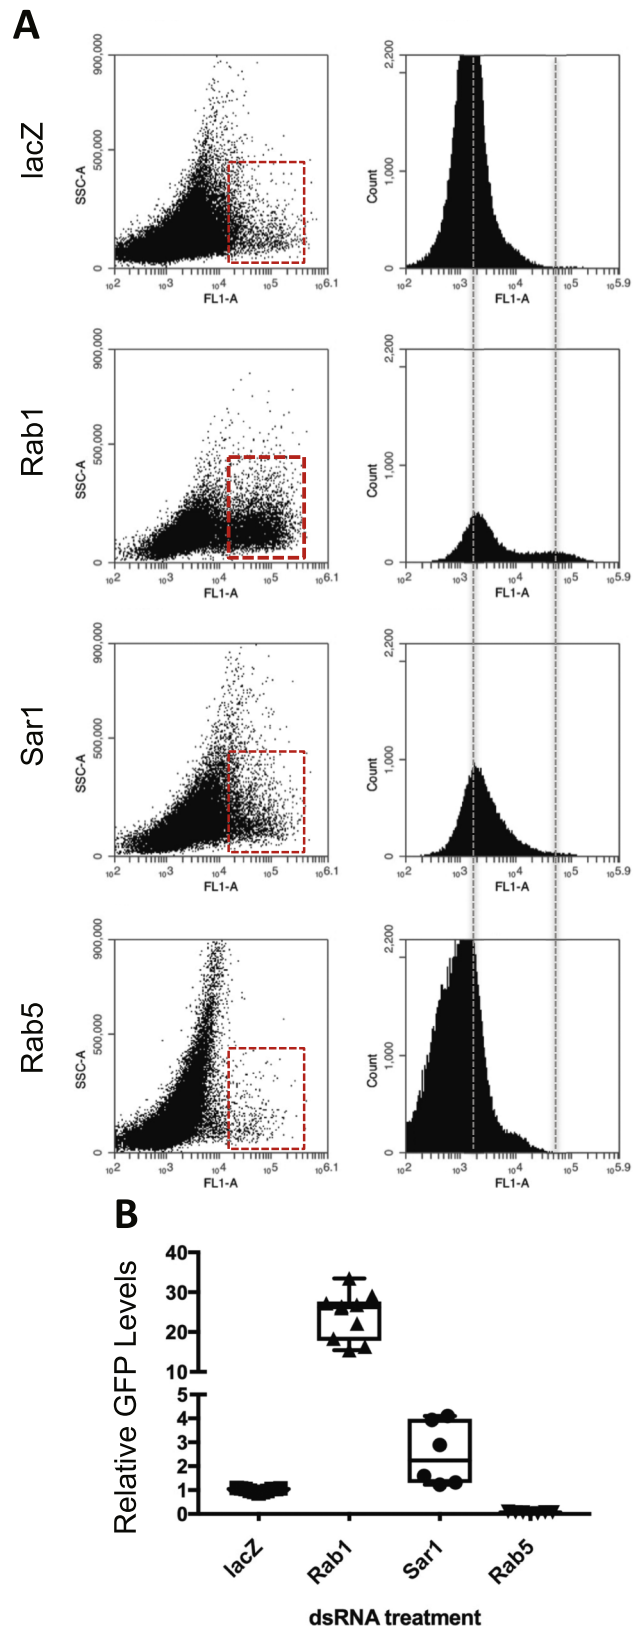 A
lacZ
900,000
500,000
0
SSC-A
10^2 10^3 10^4 10^5 10^6.1
FL1-A
2,200
1,000
0
Count
10^2 10^3 10^4 10^5 10^5.9
FL1-A
Rab1
900,000
500,000
0
SSC-A
10^2 10^3 10^4 10^5 10^6.1
FL1-A
2,200
1,000
0
Count
10^2 10^3 10^4 10^5 10^5.9
FL1-A
Sar1
900,000
500,000
0
SSC-A
10^2 10^3 10^4 10^5 10^6.1
FL1-A
2,200
1,000
0
Count
10^2 10^3 10^4 10^5 10^5.9
FL1-A
Rab5
900,000
500,000
0
SSC-A
10^2 10^3 10^4 10^5 10^6.1
FL1-A
2,200
1,000
0
Count
10^2 10^3 10^4 10^5 10^5.9
FL1-A
B
Relative GFP Levels
40
30
20
10
5
4
3
2
1
0
lacZ
Rab1
Sar1
Rab5
dsRNA treatment